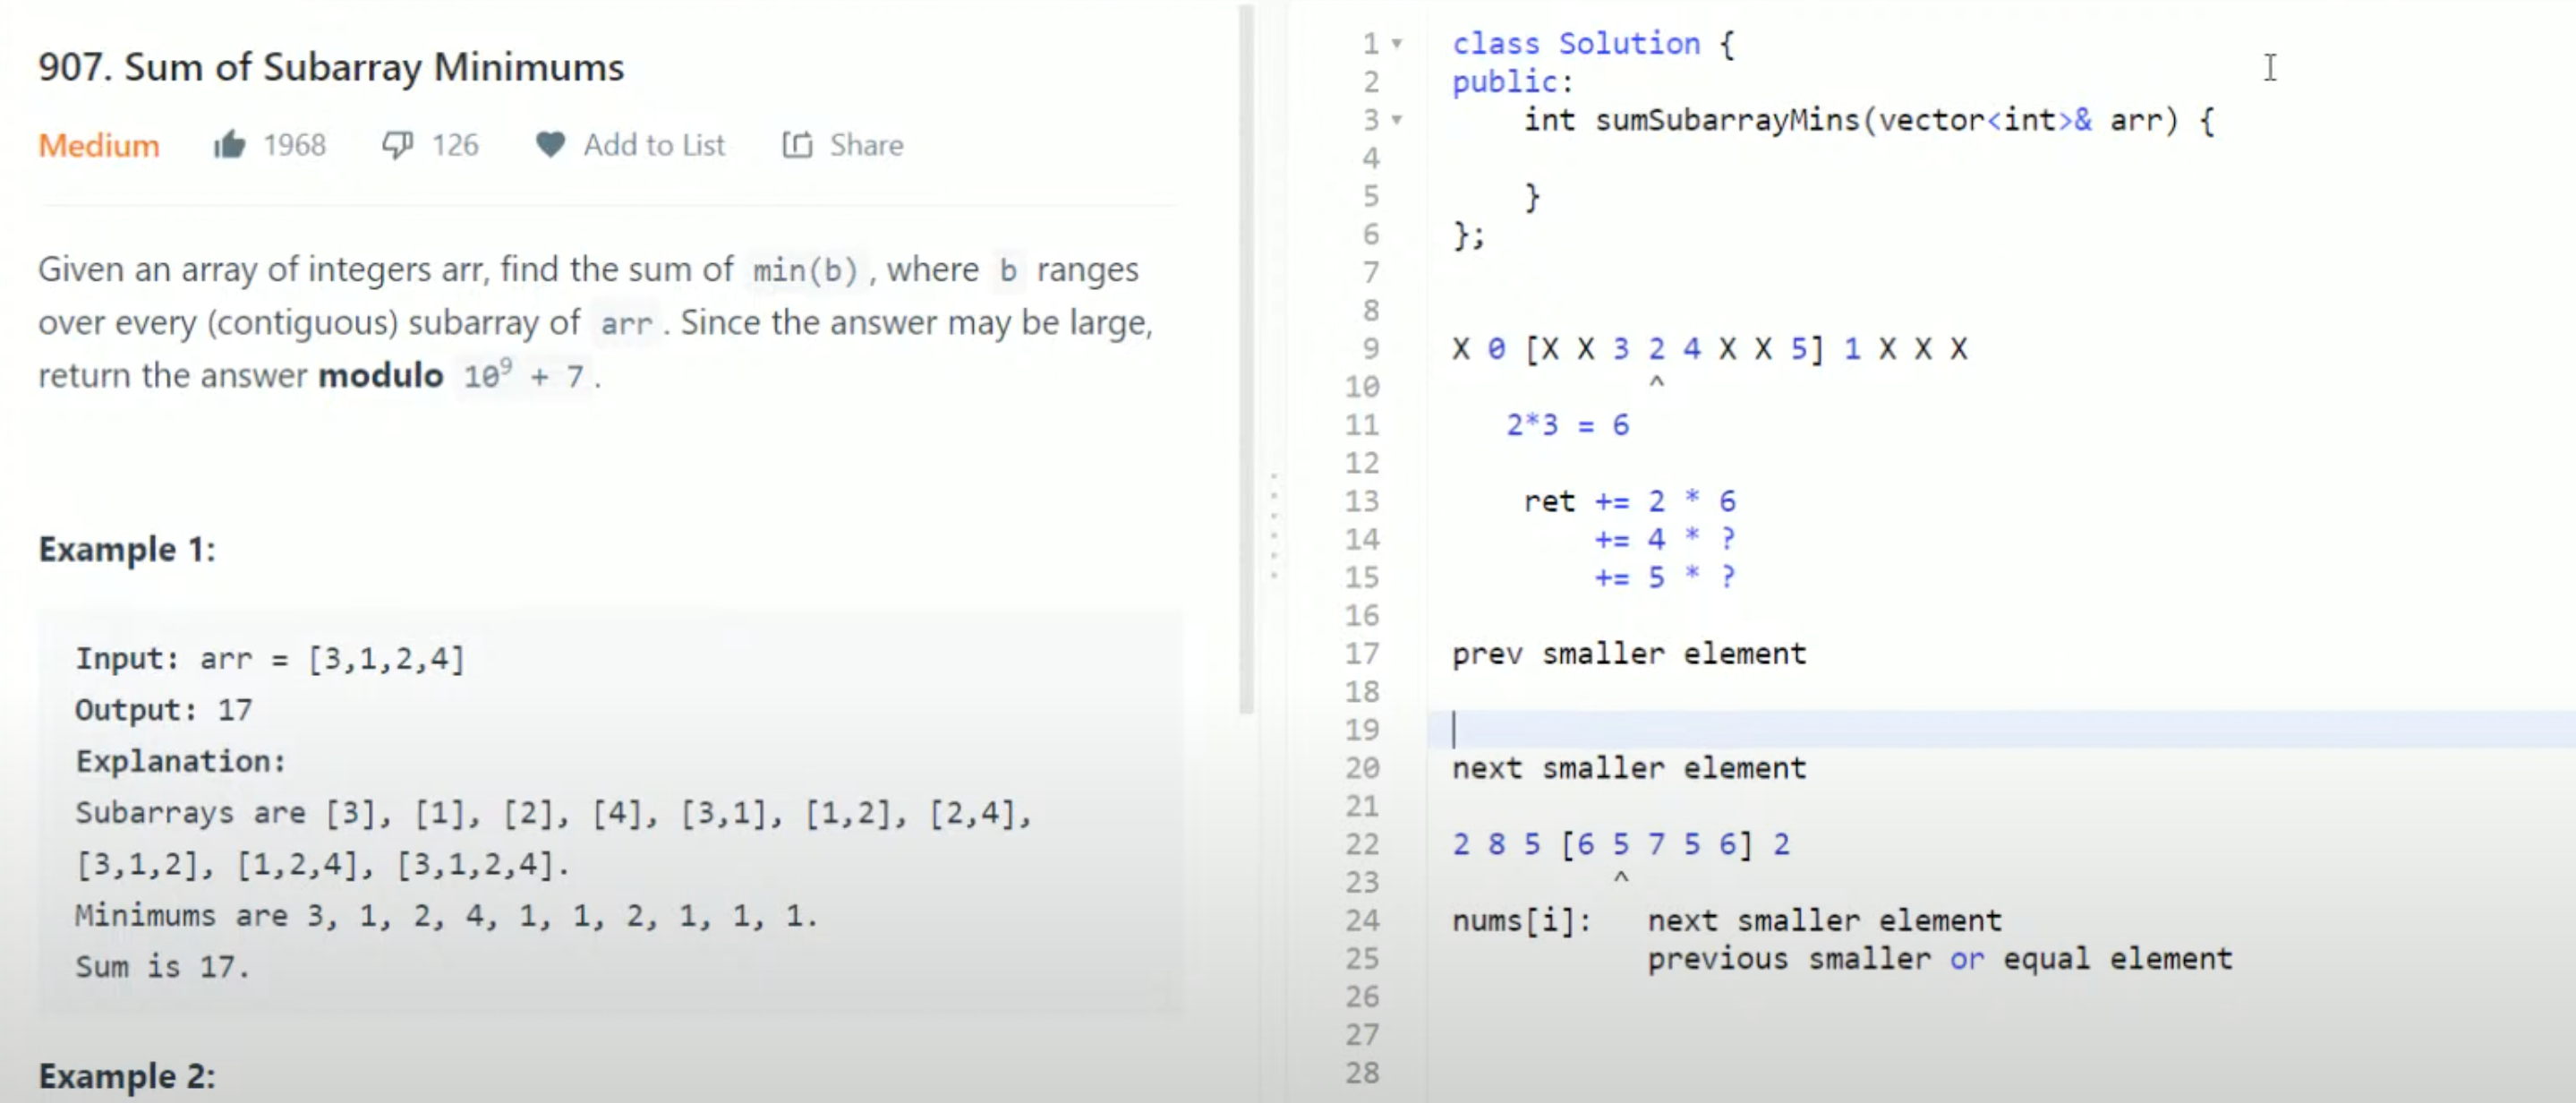 907. Sum of Subarray Minimums
Medium 1968 126 Add to List Share
Given an array of integers arr, find the sum of min(b), where b ranges
over every (contiguous) subarray of arr. Since the answer may be large,
return the answer modulo 10⁹ + 7.
Example 1:
Input: arr = [3,1,2,4]
Output: 17
Explanation:
Subarrays are [3], [1], [2], [4], [3,1], [1,2], [2,4],
[3,1,2], [1,2,4], [3,1,2,4].
Minimums are 3, 1, 2, 4, 1, 1, 2, 1, 1, 1.
Sum is 17.
Example 2:
1 class Solution {
2 public:
3 int sumSubarrayMins(vector<int>& arr) {
4
5 }
6 };
7
8
9 X 0 [X X 3 2 4 X X 5] 1 X X X
10 ^
11 2*3 = 6
12
13 ret += 2 * 6
14 += 4 * ?
15 += 5 * ?
16
17 prev smaller element
18
19
20 next smaller element
21
22 2 8 5 [6 5 7 5 6] 2
23 ^
24 nums[i]: next smaller element
25 previous smaller or equal element
26
27
28